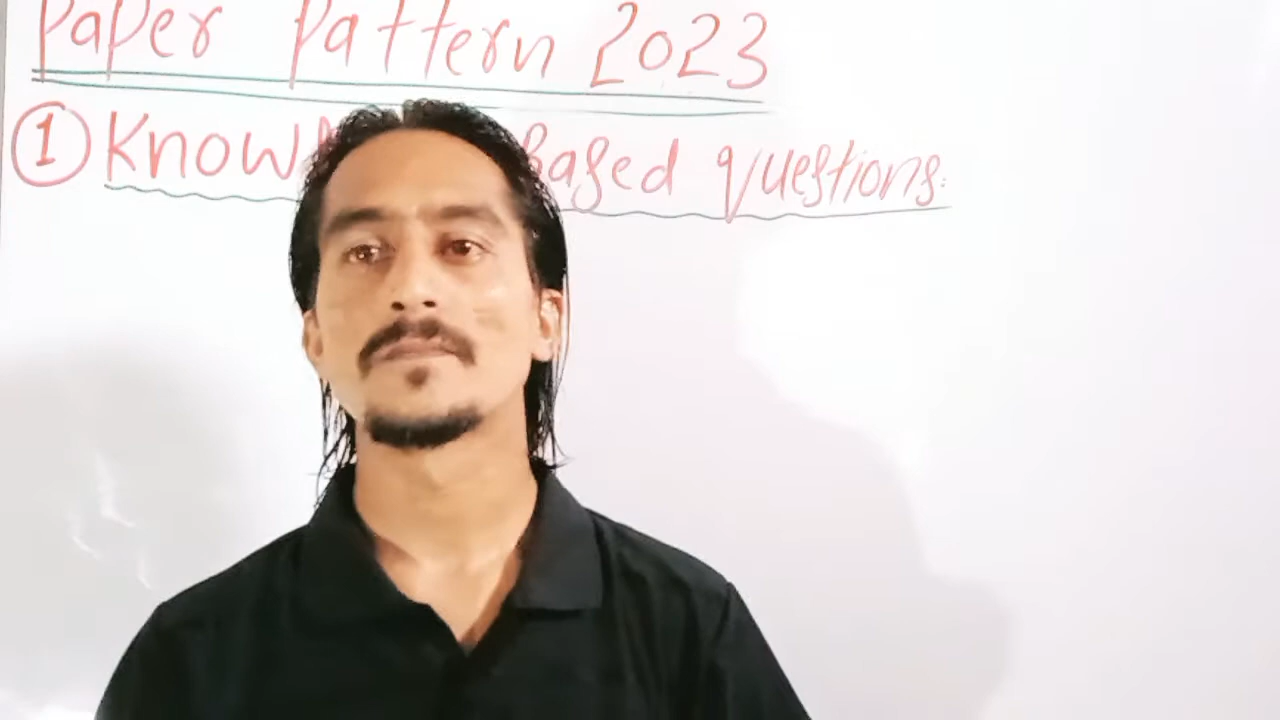 Paper Pattern 2023
① Know Based questions: